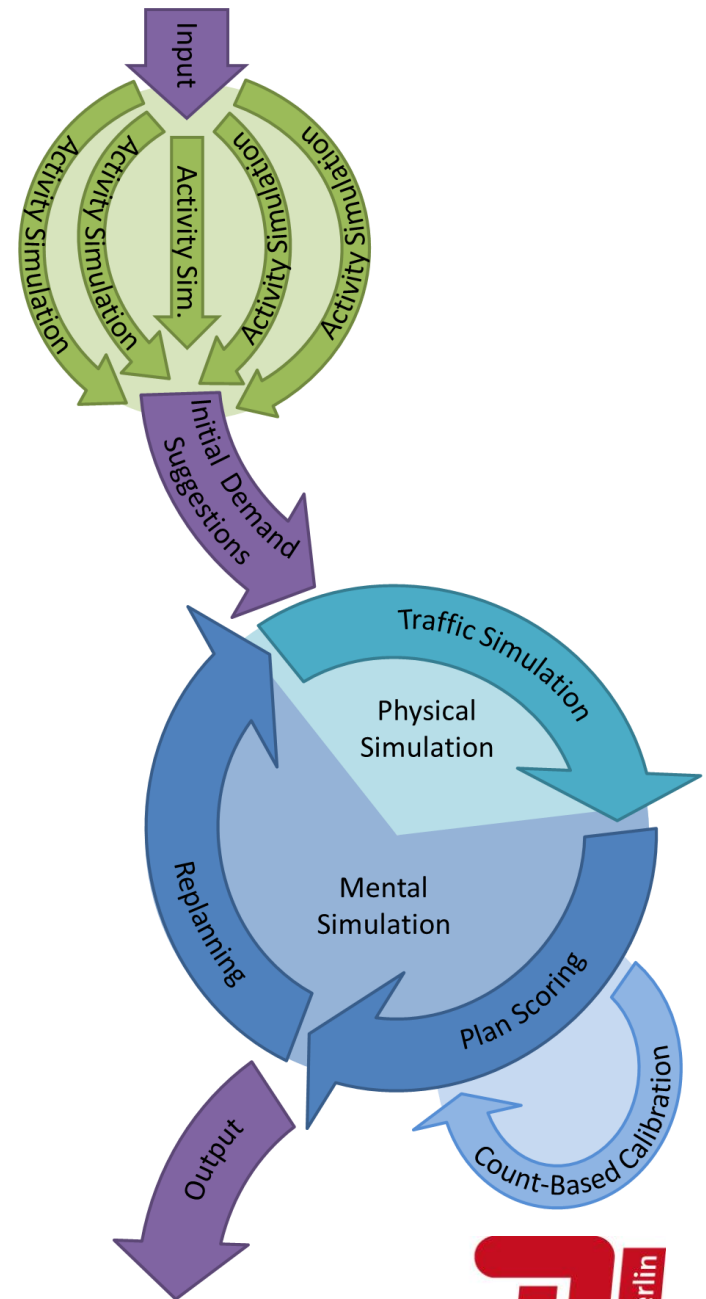 Input
Activity Simulation
Activity Simulation
Activity Sim.
Activity Simulation
Activity Simulation
Initial Demand
Suggestions
Traffic Simulation
Physical
Simulation
Mental
Simulation
Replanning
Plan Scoring
Count-Based Calibration
Output